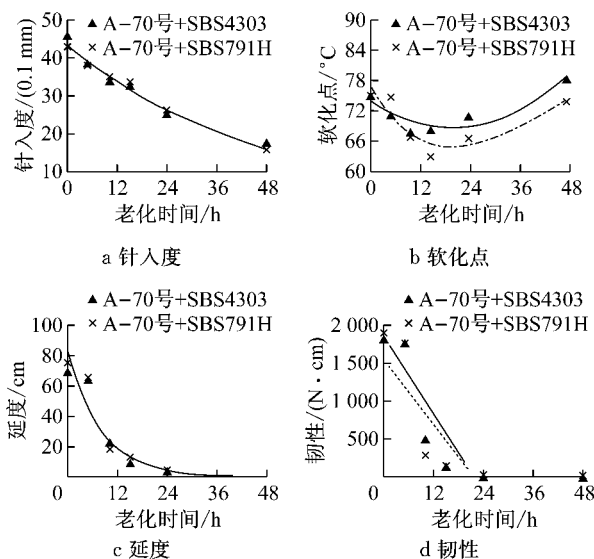 ▲ A-70号+SBS4303
× A-70号+SBS791H
针入度/(0.1 mm)
50
40
30
20
10
0 12 24 36 48
老化时间/h
a 针入度
▲ A-70号+SBS4303
× A-70号+SBS791H
软化点/°C
84
78
72
66
60
0 12 24 36 48
老化时间/h
b 软化点
▲ A-70号+SBS4303
× A-70号+SBS791H
延度/cm
100
80
60
40
20
0 12 24 36 48
老化时间/h
c 延度
▲ A-70号+SBS4303
× A-70号+SBS791H
韧性/(N·cm)
2 000
1 500
1 000
500
0 12 24 36 48
老化时间/h
d 韧性